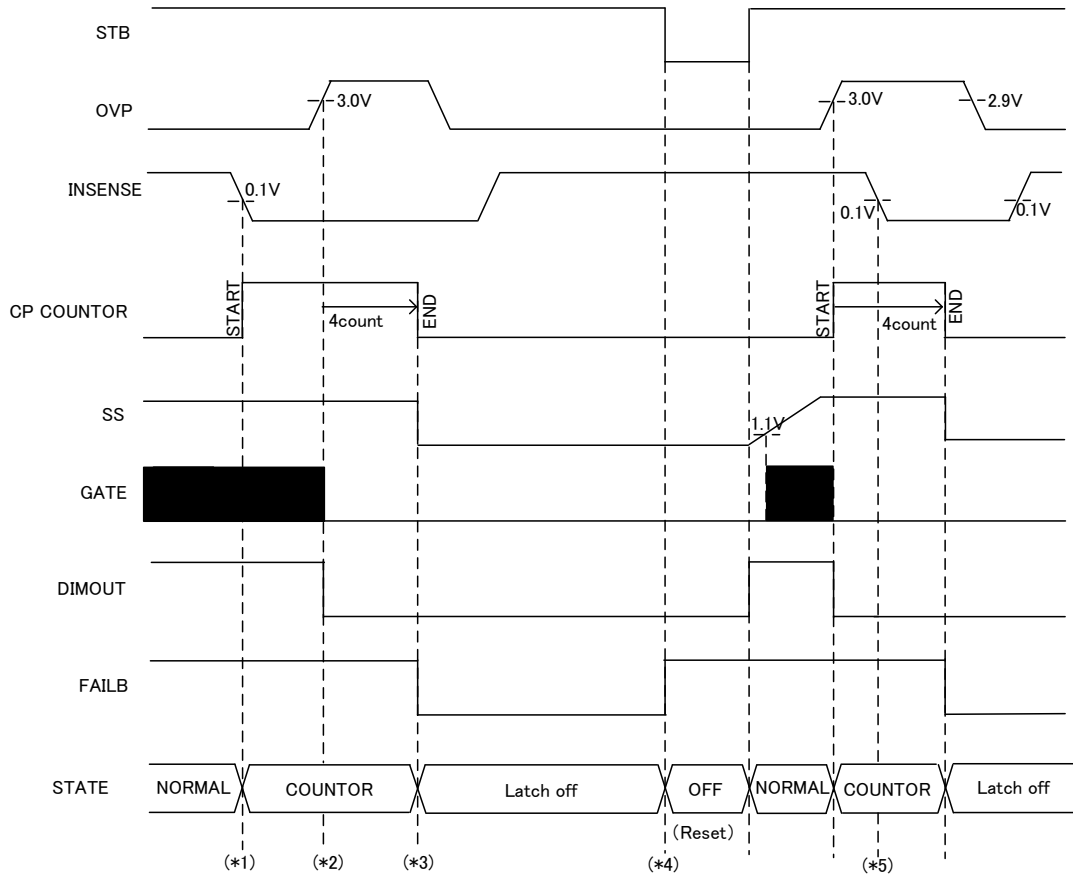 STB
OVP
3.0V
3.0V
2.9V
INSENSE
0.1V
0.1V
0.1V
CP COUNTOR
START
4count
END
START
4count
END
SS
1.1V
GATE
DIMOUT
FAILB
STATE
NORMAL
COUNTOR
Latch off
OFF
NORMAL
COUNTOR
Latch off
(Reset)
(*1)
(*2)
(*3)
(*4)
(*5)